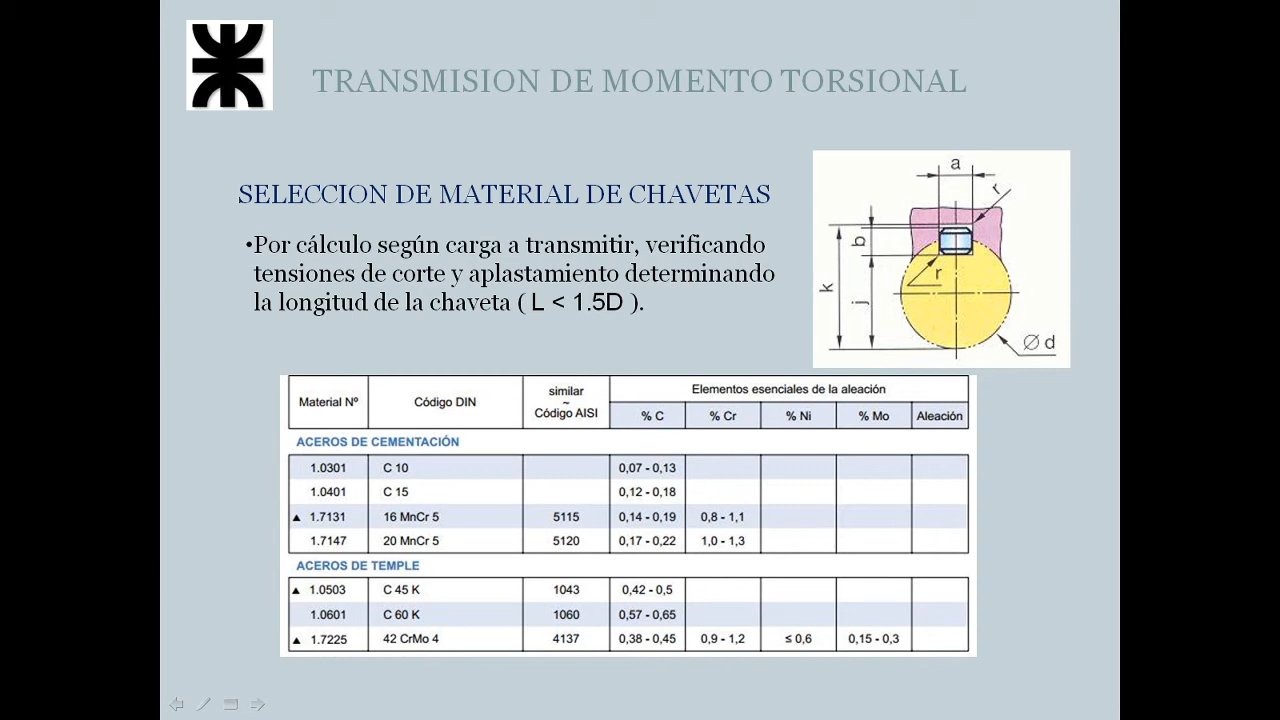 TRANSMISION DE MOMENTO TORSIONAL
SELECCION DE MATERIAL DE CHAVETAS
•Por cálculo según carga a transmitir, verificando
tensiones de corte y aplastamiento determinando
la longitud de la chaveta ( L < 1.5D ).
a
r
b
k
j
r
Ø d
Material Nº Código DIN similar ~ Código AISI Elementos esenciales de la aleación
% C % Cr % Ni % Mo Aleación
ACEROS DE CEMENTACIÓN
1.0301 C 10 0,07 - 0,13
1.0401 C 15 0,12 - 0,18
▲ 1.7131 16 MnCr 5 5115 0,14 - 0,19 0,8 - 1,1
1.7147 20 MnCr 5 5120 0,17 - 0,22 1,0 - 1,3
ACEROS DE TEMPLE
▲ 1.0503 C 45 K 1043 0,42 - 0,5
1.0601 C 60 K 1060 0,57 - 0,65
▲ 1.7225 42 CrMo 4 4137 0,38 - 0,45 0,9 - 1,2 ≤ 0,6 0,15 - 0,3